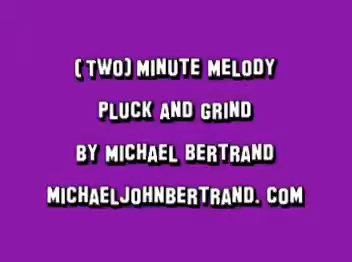 (TWO) MINUTE MELODY
PLUCK AND GRIND
BY MICHAEL BERTRAND
MICHAELJOHNBERTRAND. COM